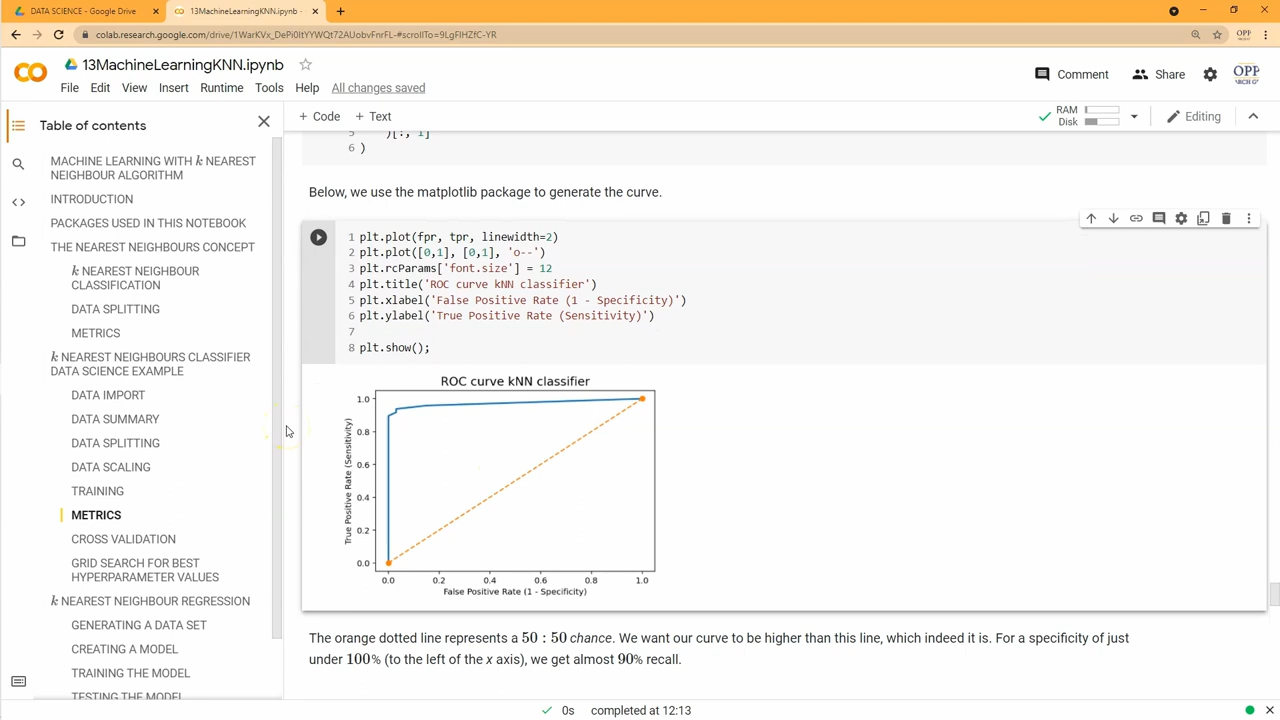 DATA SCIENCE - Google Drive
13MachineLearningKNN.ipynb -
colab.research.google.com/drive/1WarKVx_DePi0ItYYWQt72AUobvFnrFL-#scrollTo=9LgFIHZfC-YR
OPP
13MachineLearningKNN.ipynb
Comment
Share
OPP
File Edit View Insert Runtime Tools Help All changes saved
Table of contents
+ Code + Text
RAM
Disk
Editing
MACHINE LEARNING WITH k NEAREST
NEIGHBOUR ALGORITHM
INTRODUCTION
PACKAGES USED IN THIS NOTEBOOK
THE NEAREST NEIGHBOURS CONCEPT
k NEAREST NEIGHBOUR
CLASSIFICATION
DATA SPLITTING
METRICS
k NEAREST NEIGHBOURS CLASSIFIER
DATA SCIENCE EXAMPLE
DATA IMPORT
DATA SUMMARY
DATA SPLITTING
DATA SCALING
TRAINING
METRICS
CROSS VALIDATION
GRID SEARCH FOR BEST
HYPERPARAMETER VALUES
k NEAREST NEIGHBOUR REGRESSION
GENERATING A DATA SET
CREATING A MODEL
TRAINING THE MODEL
TESTING THE MODEL
5 )[:, 1]
6 )
Below, we use the matplotlib package to generate the curve.
1 plt.plot(fpr, tpr, linewidth=2)
2 plt.plot([0,1], [0,1], 'o--')
3 plt.rcParams['font.size'] = 12
4 plt.title('ROC curve kNN classifier')
5 plt.xlabel('False Positive Rate (1 - Specificity)')
6 plt.ylabel('True Positive Rate (Sensitivity)')
7
8 plt.show();
ROC curve kNN classifier
True Positive Rate (Sensitivity)
1.0
0.8
0.6
0.4
0.2
0.0
0.0 0.2 0.4 0.6 0.8 1.0
False Positive Rate (1 - Specificity)
The orange dotted line represents a 50 : 50 chance. We want our curve to be higher than this line, which indeed it is. For a specificity of just
under 100% (to the left of the x axis), we get almost 90% recall.
0s completed at 12:13